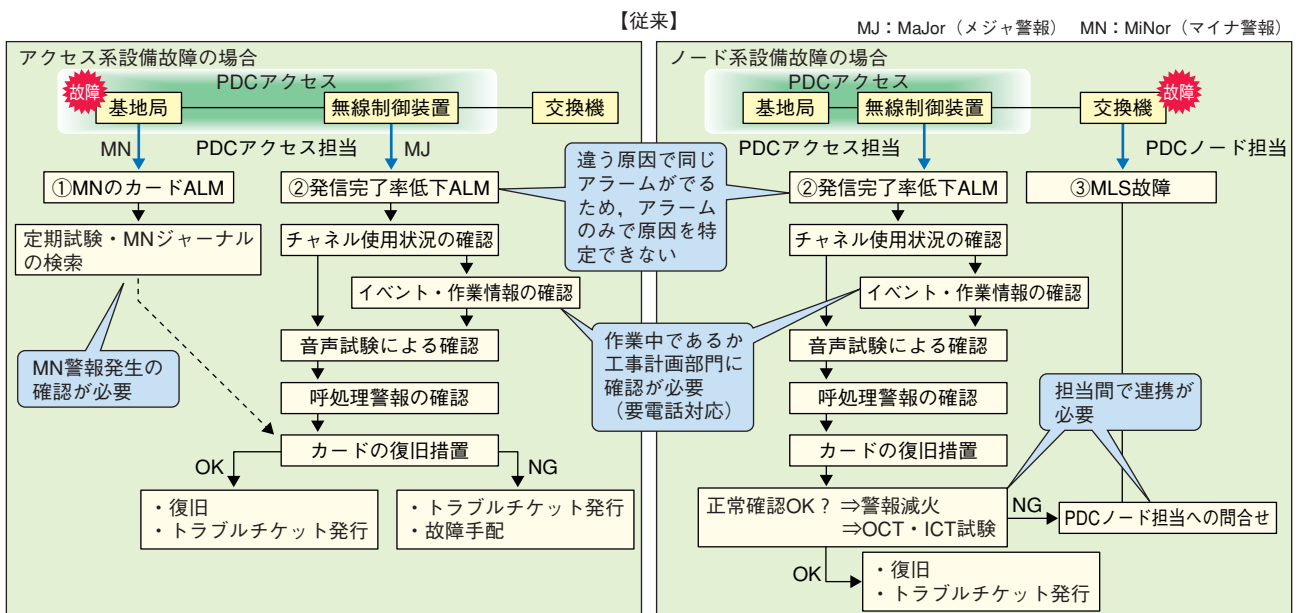 【従来】
MJ：MaJor（メジャ警報） MN：MiNor（マイナ警報）
アクセス系設備故障の場合
PDCアクセス
故障
基地局
無線制御装置
交換機
MN
PDCアクセス担当
MJ
①MNのカードALM
②発信完了率低下ALM
定期試験・MNジャーナル
の検索
チャネル使用状況の確認
イベント・作業情報の確認
MN警報発生の
確認が必要
音声試験による確認
呼処理警報の確認
カードの復旧措置
OK
NG
・復旧
・トラブルチケット発行
・トラブルチケット発行
・故障手配
違う原因で同じ
アラームがでる
ため，アラーム
のみで原因を特
定できない
作業中であるか
工事計画部門に
確認が必要
（要電話対応）
ノード系設備故障の場合
PDCアクセス
基地局
無線制御装置
交換機
故障
PDCアクセス担当
PDCノード担当
②発信完了率低下ALM
③MLS故障
チャネル使用状況の確認
イベント・作業情報の確認
音声試験による確認
呼処理警報の確認
担当間で連携が
必要
カードの復旧措置
正常確認OK？ ⇒警報減火
⇒OCT・ICT試験
NG
PDCノード担当への問合せ
OK
・復旧
・トラブルチケット発行